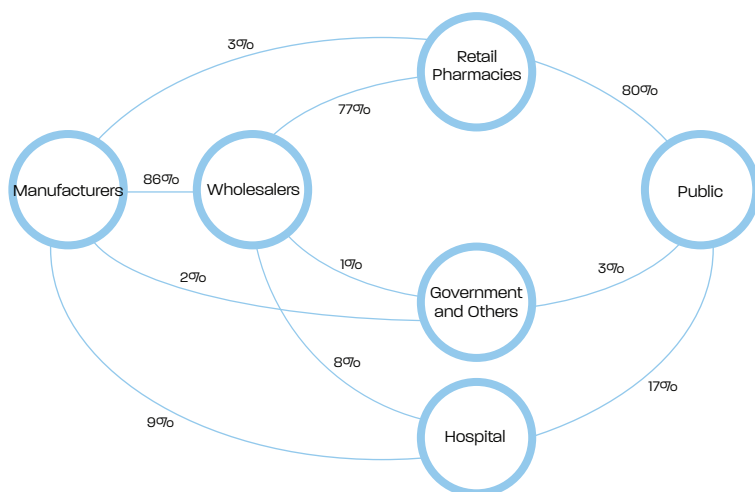 3%
Retail
Pharmacies
80%
77%
Manufacturers
86%
Wholesalers
Public
1%
2%
3%
Government
and Others
8%
17%
9%
Hospital